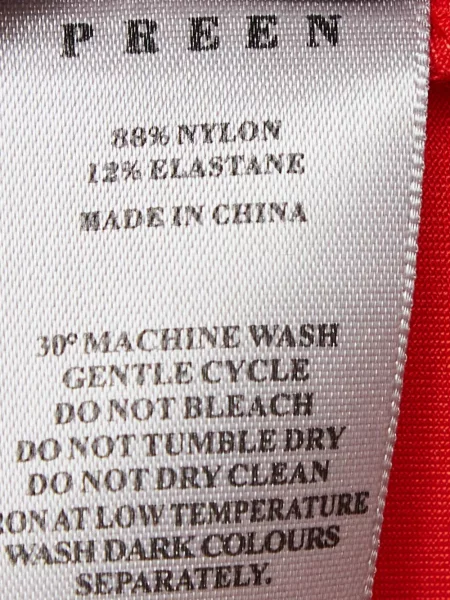 PREEN
88% NYLON
12% ELASTANE
MADE IN CHINA
30° MACHINE WASH
GENTLE CYCLE
DO NOT BLEACH
DO NOT TUMBLE DRY
DO NOT DRY CLEAN
RON AT LOW TEMPERATURE
WASH DARK COLOURS
SEPARATELY.